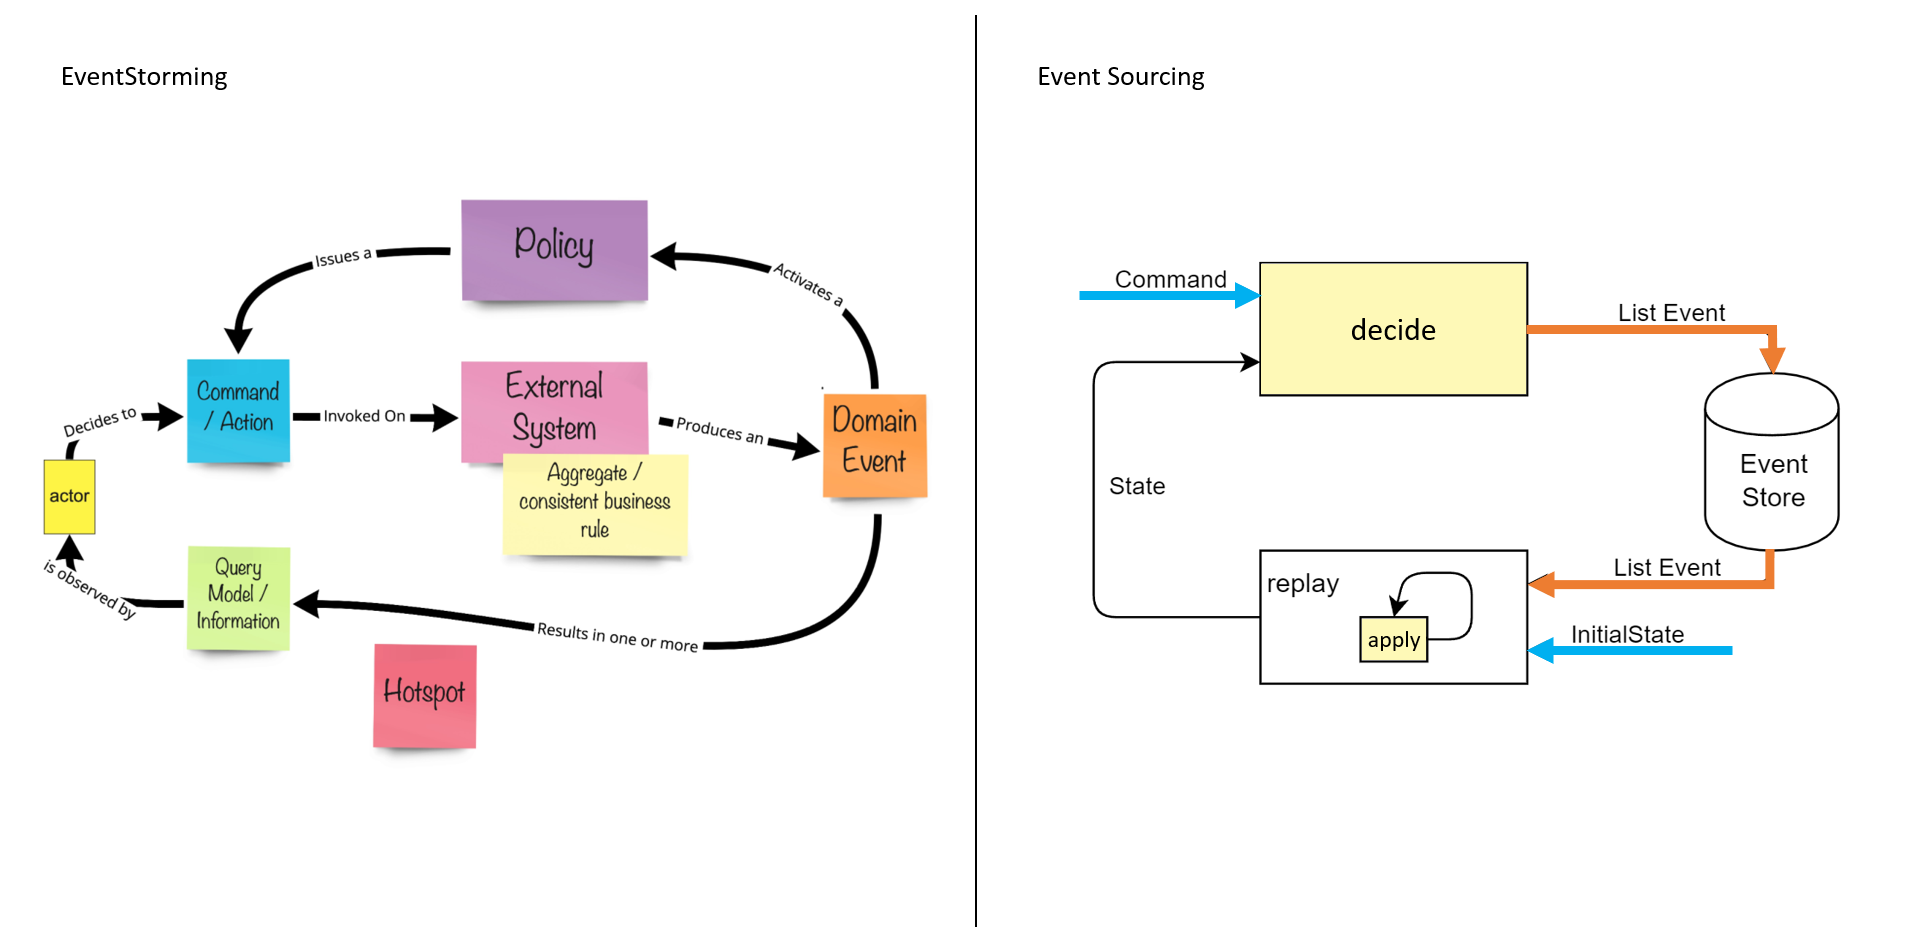 EventStorming
Policy
Issues a
Activates a
Command
/ Action
Invoked On
External
System
Produces an
Domain
Event
Decides to
actor
Aggregate /
consistent business
rule
is observed by
Query
Model /
Information
Results in one or more
Hotspot
Event Sourcing
Command
decide
List Event
State
Event
Store
replay
apply
List Event
InitialState